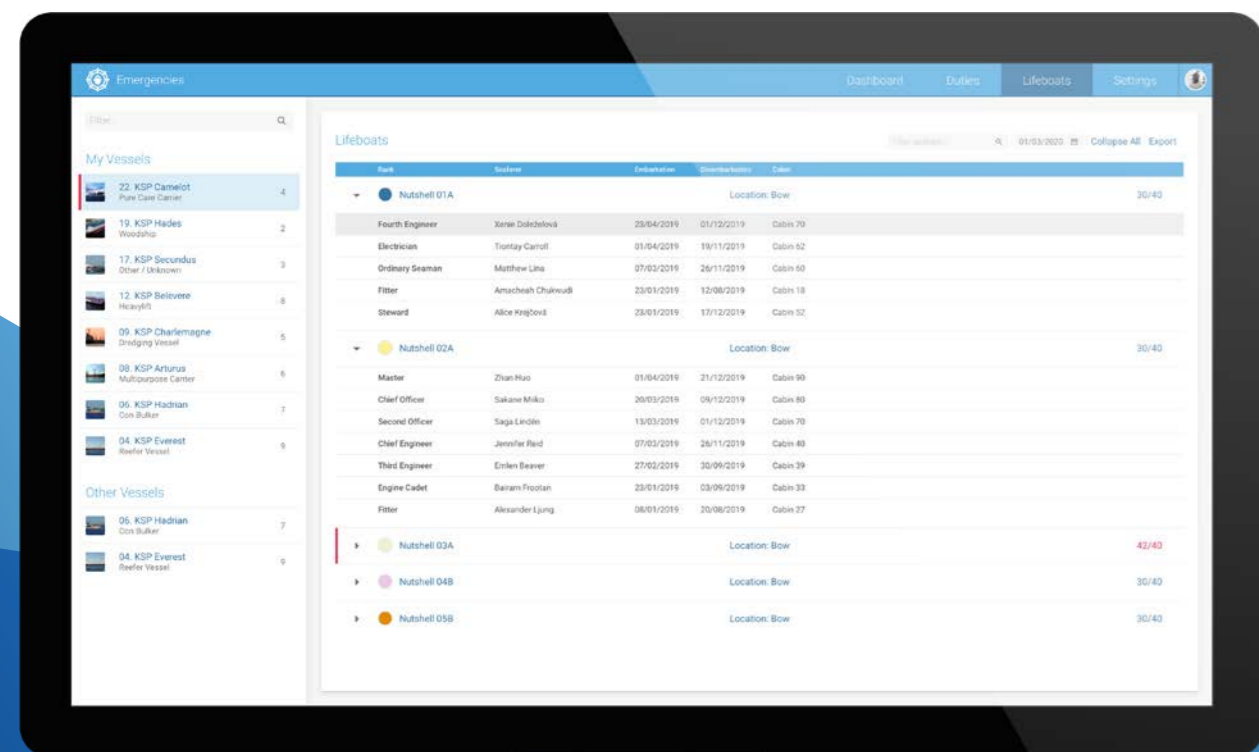 Emergencies
Dashboard Duties Lifeboats Settings
Filter...
My Vessels
22. KSP Camelot 4
Pure Care Carrier
19. KSP Hades 2
Woodship
17. KSP Secundus 3
Other / Unknown
12. KSP Belevere 8
Heavylift
09. KSP Charlemagne 5
Dredging Vessel
08. KSP Arturus 6
Multipurpose Carrier
06. KSP Hadrian 7
Con Bulker
04. KSP Everest 9
Reefer Vessel
Other Vessels
06. KSP Hadrian 7
Con Bulker
04. KSP Everest 9
Reefer Vessel
Lifeboats
01/03/2020 Collapse All Export
Rank Seafarer Embarkation Disembarkation Cabin
Nutshell 01A Location: Bow 30/40
Fourth Engineer Xenie Doleželová 23/04/2019 01/12/2019 Cabin 70
Electrician Tiontay Carroll 01/04/2019 19/11/2019 Cabin 62
Ordinary Seaman Matthew Lina 07/03/2019 26/11/2019 Cabin 60
Fitter Amacheah Chukwudi 23/01/2019 12/08/2019 Cabin 18
Steward Alice Krejčová 23/01/2019 17/12/2019 Cabin 52
Nutshell 02A Location: Bow 30/40
Master Zhan Huo 01/04/2019 21/12/2019 Cabin 90
Chief Officer Sakane Miiko 20/03/2019 09/12/2019 Cabin 80
Second Officer Saga Lindén 13/03/2019 01/12/2019 Cabin 70
Chief Engineer Jennifer Reid 07/03/2019 26/11/2019 Cabin 40
Third Engineer Emlen Beaver 27/02/2019 30/09/2019 Cabin 39
Engine Cadet Bairam Frootan 23/01/2019 03/09/2019 Cabin 33
Fitter Alexander Ljung 08/01/2019 20/08/2019 Cabin 27
Nutshell 03A Location: Bow 42/40
Nutshell 04B Location: Bow 30/40
Nutshell 05B Location: Bow 30/40